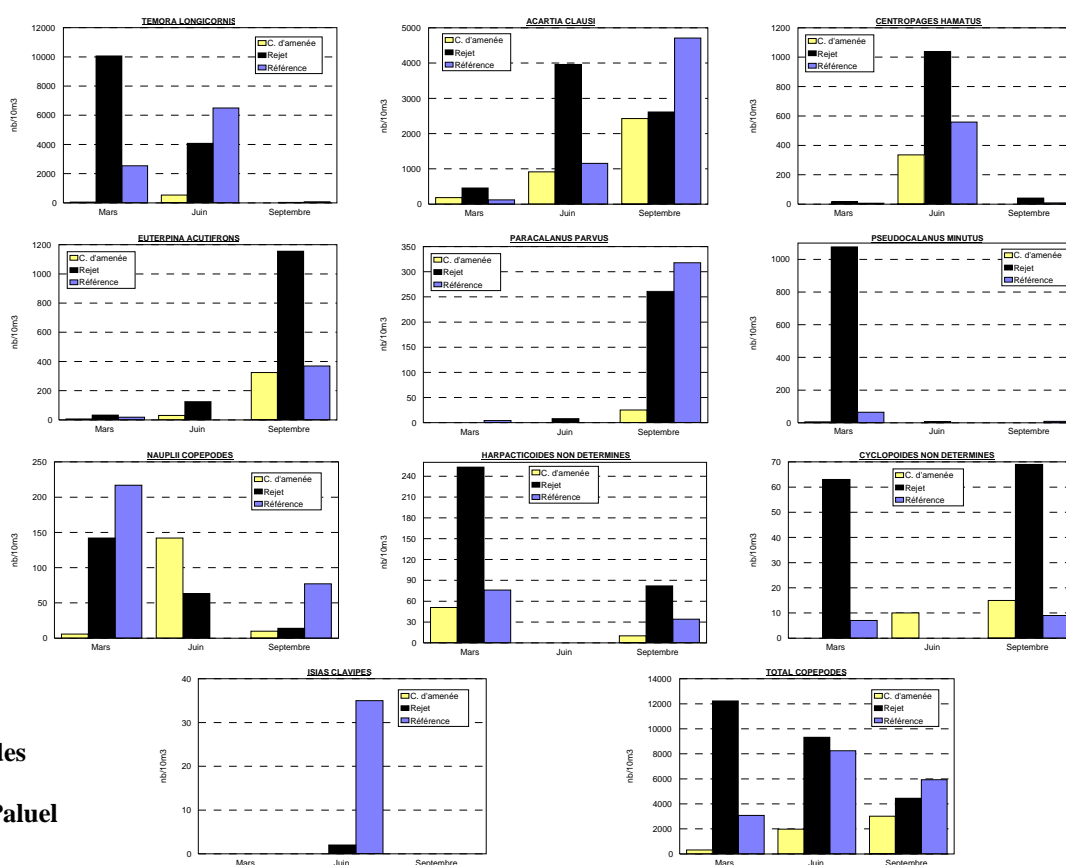 TEMORA LONGICORNIS
12000
10000
8000
6000
4000
2000
0
nb/10m3
C. d'amenée
Rejet
Référence
Mars Juin Septembre
ACARTIA CLAUSI
5000
4000
3000
2000
1000
0
nb/10m3
C. d'amenée
Rejet
Référence
Mars Juin Septembre
CENTROPAGES HAMATUS
1200
1000
800
600
400
200
0
nb/10m3
C. d'amenée
Rejet
Référence
Mars Juin Septembre
EUTERPINA ACUTIFRONS
1200
1000
800
600
400
200
0
nb/10m3
C. d'amenée
Rejet
Référence
Mars Juin Septembre
PARACALANUS PARVUS
350
300
250
200
150
100
50
0
nb/10m3
C. d'amenée
Rejet
Référence
Mars Juin Septembre
PSEUDOCALANUS MINUTUS
1000
800
600
400
200
0
nb/10m3
C. d'amenée
Rejet
Référence
Mars Juin Septembre
NAUPLII COPEPODES
250
200
150
100
50
0
nb/10m3
C. d'amenée
Rejet
Référence
Mars Juin Septembre
HARPACTICOIDES NON DETERMINES
240
210
180
150
120
90
60
30
0
nb/10m3
C. d'amenée
Rejet
Référence
Mars Juin Septembre
CYCLOPOIDES NON DETERMINES
70
60
50
40
30
20
10
0
nb/10m3
C. d'amenée
Rejet
Référence
Mars Juin Septembre
ISIAS CLAVIPES
40
30
20
10
0
nb/10m3
C. d'amenée
Rejet
Référence
Mars Juin Septembre
TOTAL COPEPODES
14000
12000
10000
8000
6000
4000
2000
0
nb/10m3
C. d'amenée
Rejet
Référence
Mars Juin Septembre
les
Paluel